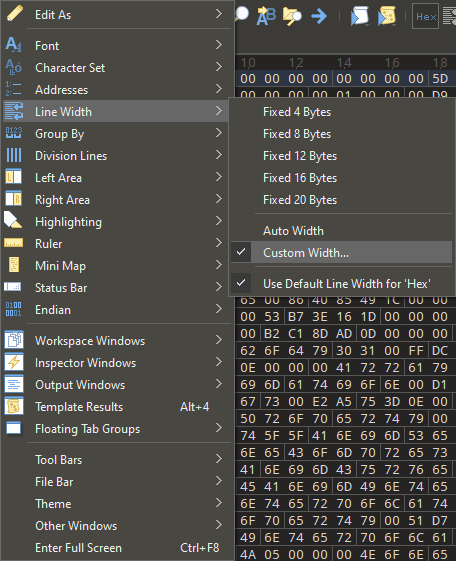 Edit As
Font
Character Set
Addresses
Line Width
Group By
Division Lines
Left Area
Right Area
Highlighting
Ruler
Mini Map
Status Bar
Endian
Workspace Windows
Inspector Windows
Output Windows
Template Results Alt+4
Floating Tab Groups
Tool Bars
File Bar
Theme
Other Windows
Enter Full Screen Ctrl+F8
Fixed 4 Bytes
Fixed 8 Bytes
Fixed 12 Bytes
Fixed 16 Bytes
Fixed 20 Bytes
Auto Width
Custom Width...
Use Default Line Width for 'Hex'
Hex
10 12 14 16 18
00 00 00 00 00 00 00 00 5D
00 00 00 00 01 00 00 00 D9
65 00 86 40 85 49 1C 00 00
00 53 B7 3E 16 1D 00 00 00
00 B2 C1 8D AD 0D 00 00 00
62 6F 64 79 30 31 00 FF DC
0E 00 00 00 41 72 72 61 79
69 6D 61 74 69 6F 6E 00 D1
67 73 00 E2 A5 75 3D 0E 00
50 72 6F 70 65 72 74 79 00
74 5F 5F 41 6E 69 6D 53 65
6E 65 43 6F 6D 70 72 65 73
41 6E 69 6D 43 75 72 76 65
45 41 6E 69 6D 49 6E 74 65
6E 74 65 72 70 6F 6C 61 74
6F 70 65 72 74 79 00 51 D7
49 6E 74 65 72 70 6F 6C 61
4A 05 00 00 00 4E 6F 6E 65